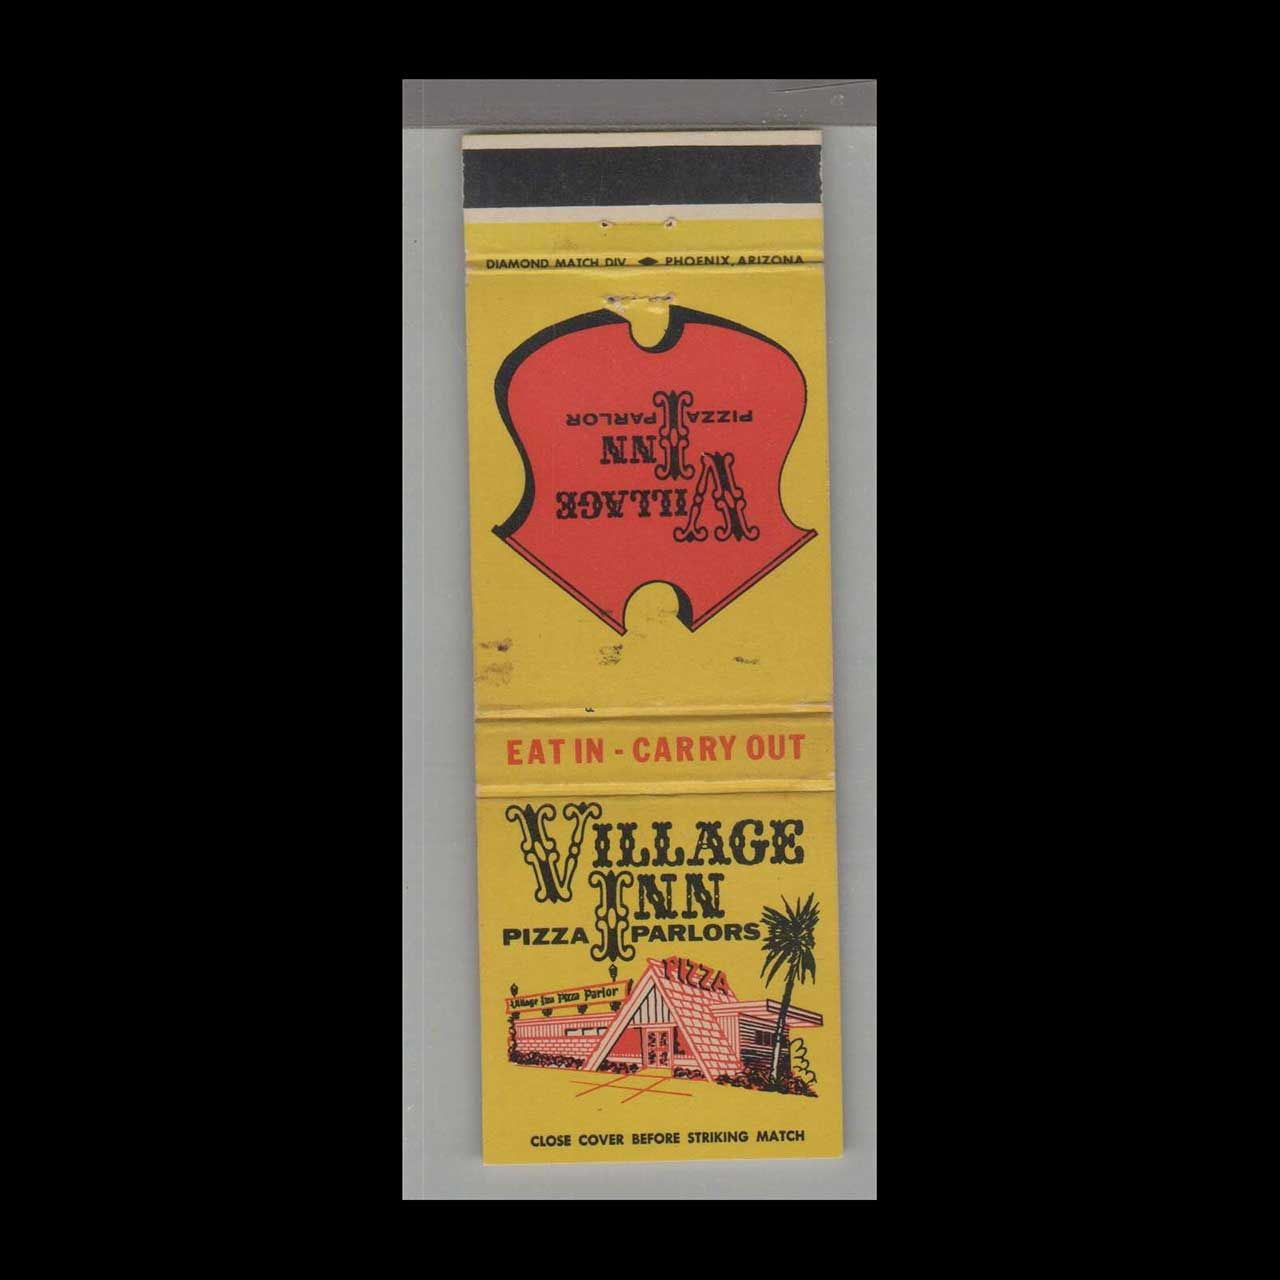 DIAMOND MATCH DIV. PHOENIX, ARIZONA
VILLAGE
INN
PIZZA PARLOR
EAT IN - CARRY OUT
VILLAGE
INN
PIZZA PARLORS
PIZZA
Village Inn Pizza Parlor
CLOSE COVER BEFORE STRIKING MATCH